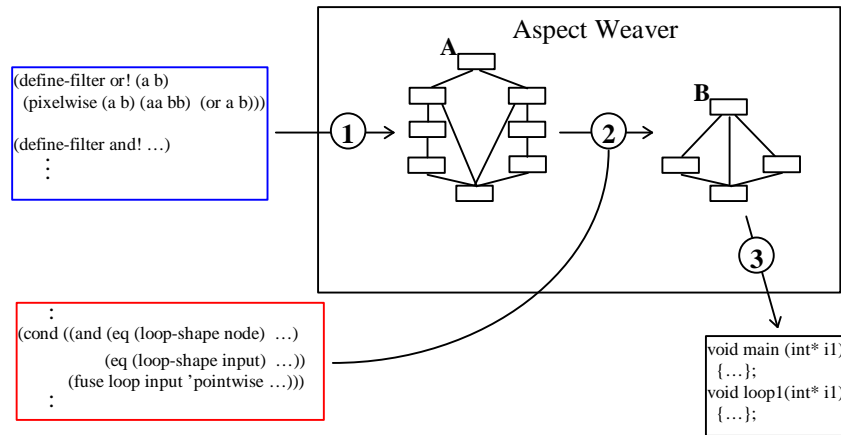 Aspect Weaver
A
B
(define-filter or! (a b)
(pixelwise (a b) (aa bb) (or a b)))
(define-filter and! …)
⋮
1
2
3
:
(cond ((and (eq (loop-shape node) …)
(eq (loop-shape input) …))
(fuse loop input ’pointwise …)))
:
void main (int* i1)
{…};
void loop1(int* i1)
{…};